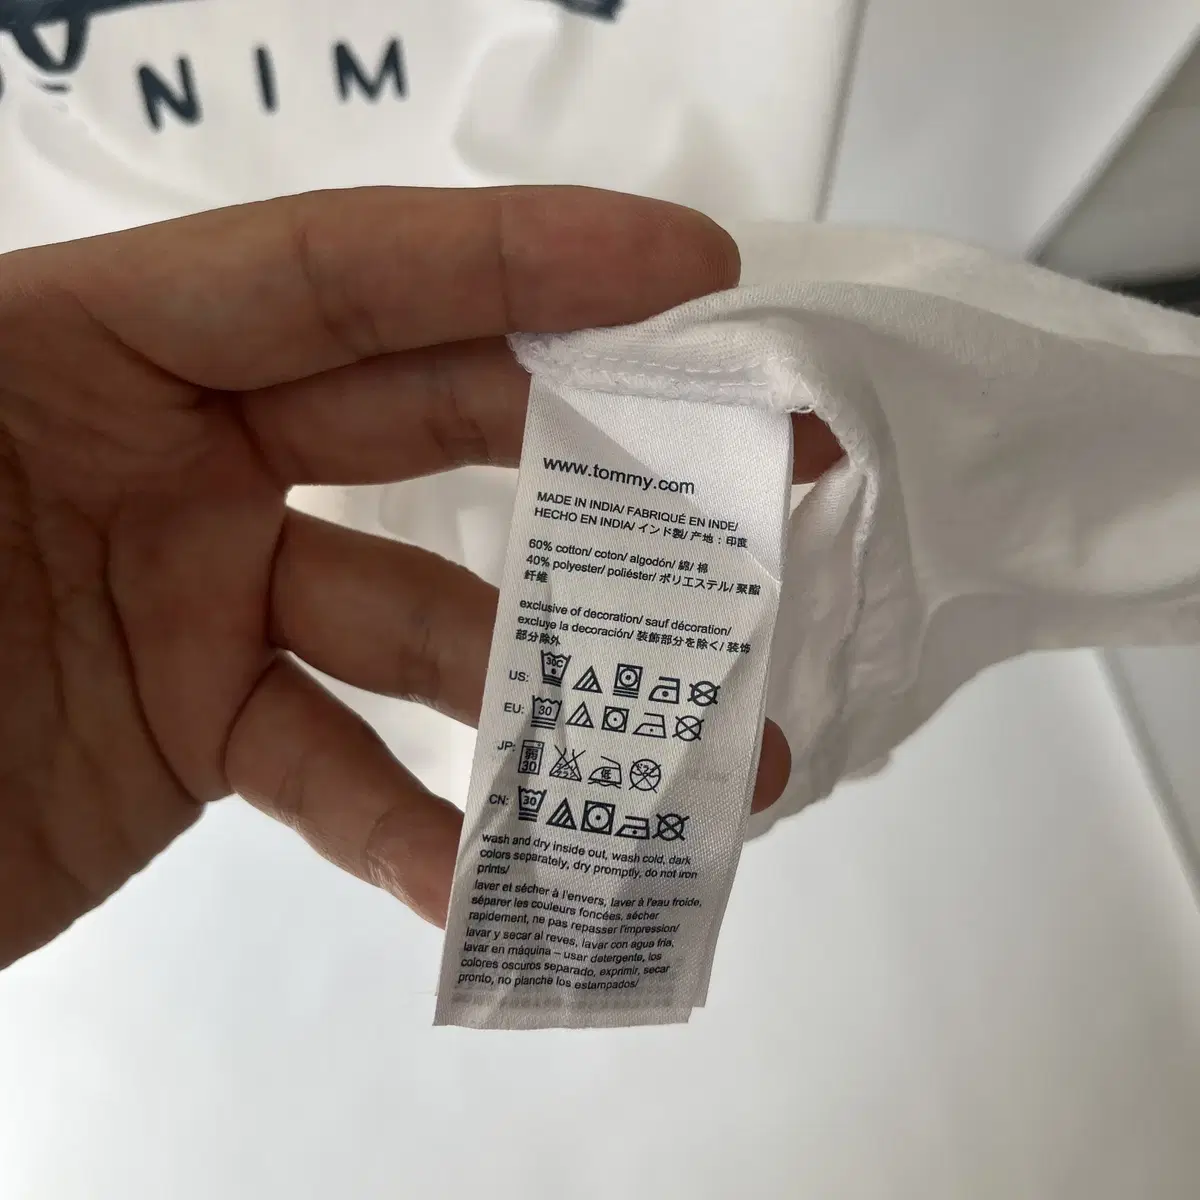 NIM
www.tommy.com
MADE IN INDIA/ FABRIQUÉ EN INDE/
HECHO EN INDIA/ インド製/ 产地：印度
60% cotton/ coton/ algodón/ 綿/ 棉
40% polyester/ poliéster/ ポリエステル/ 聚酯
纤维
exclusive of decoration/ sauf décoration/
excluye la decoración/ 装飾部分を除く/ 装饰
部分除外
US: 30C
EU: 30
JP: 弱 30 低
CN: 30
wash and dry inside out, wash cold, dark
colors separately, dry promptly, do not iron
prints/
laver et sécher à l'envers, laver à l'eau froide,
séparer les couleurs foncées, sécher
rapidement, ne pas repasser l'impression/
lavar y secar al reves, lavar con agua fria,
lavar en máquina – usar detergente, los
colores oscuros separado, exprimir, secar
pronto, no planche los estampados/